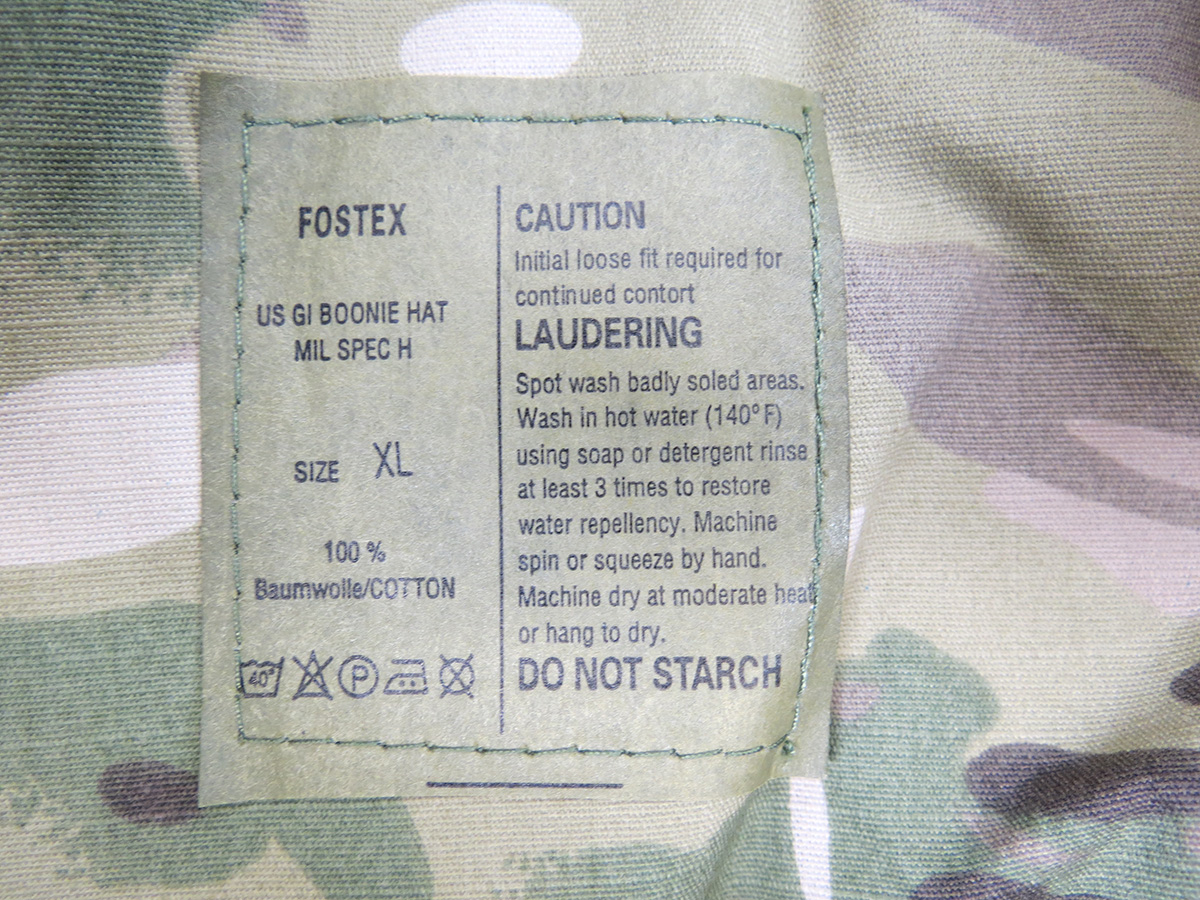 FOSTEX
US GI BOONIE HAT
MIL SPEC H
SIZE XL
100 %
Baumwolle/COTTON
40°
P
CAUTION
Initial loose fit required for
continued contort
LAUDERING
Spot wash badly soled areas.
Wash in hot water (140°F)
using soap or detergent rinse
at least 3 times to restore
water repellency. Machine
spin or squeeze by hand.
Machine dry at moderate heat
or hang to dry.
DO NOT STARCH